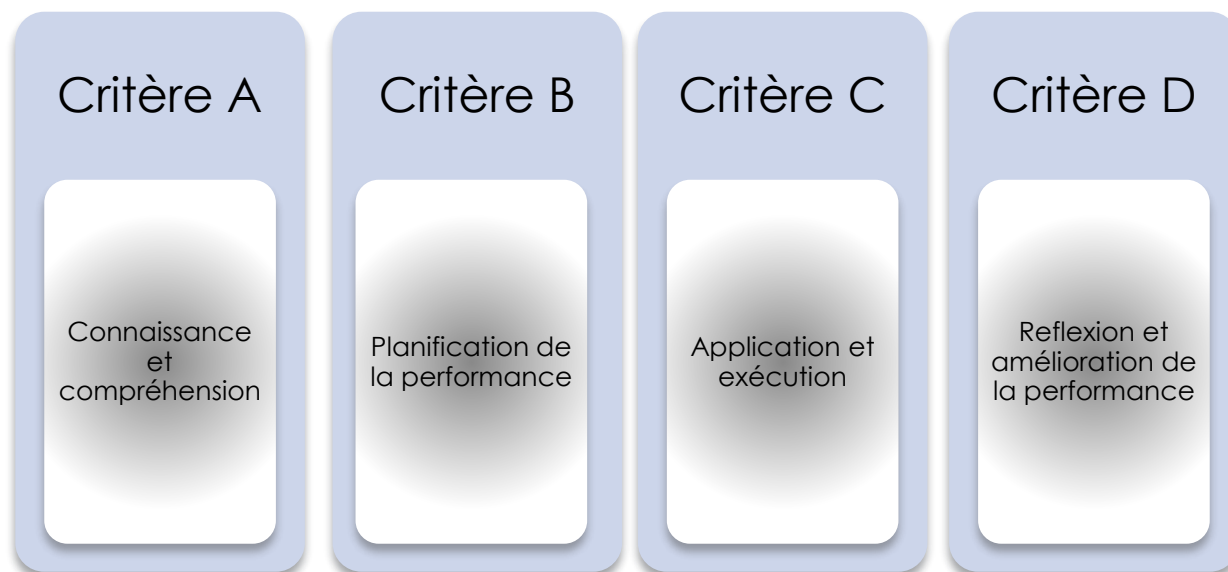 Critère A
Connaissance
et
compréhension
Critère B
Planification de
la performance
Critère C
Application et
exécution
Critère D
Reflexion et
amélioration de
la performance